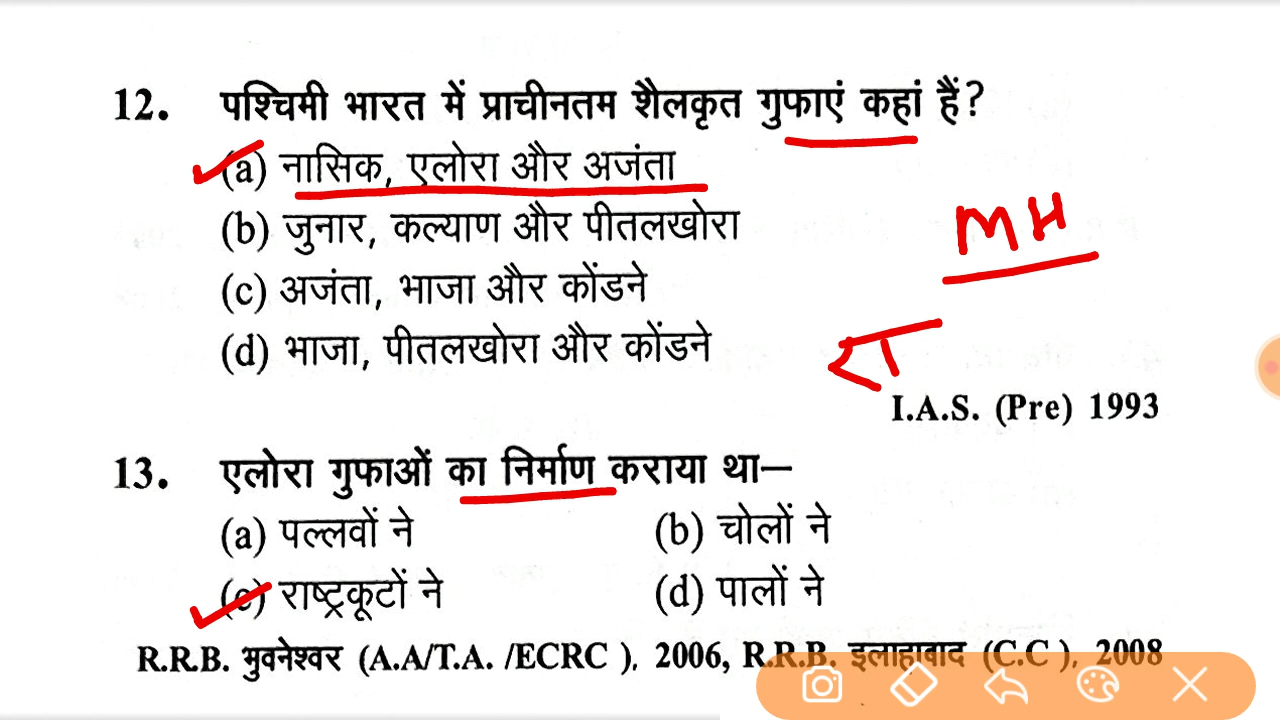 12. पश्चिमी भारत में प्राचीनतम शैलकृत गुफाएं कहां हैं?
(a) नासिक, एलोरा और अजंता
(b) जुनार, कल्याण और पीतलखोरा
MH
(c) अजंता, भाजा और कोंडने
(d) भाजा, पीतलखोरा और कोंडने
रा
I.A.S. (Pre) 1993
13. एलोरा गुफाओं का निर्माण कराया था–
(a) पल्लवों ने (b) चोलों ने
(c) राष्ट्रकूटों ने (d) पालों ने
R.R.B. भुवनेश्वर (A.A/T.A. /ECRC ), 2006, R.R.B. इलाहाबाद (C.C ), 2008